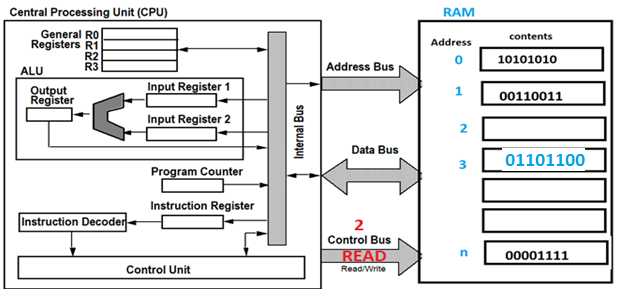 Central Processing Unit (CPU)
General Registers
R0
R1
R2
R3
ALU
Output Register
Input Register 1
Input Register 2
Internal Bus
Program Counter
Instruction Register
Instruction Decoder
Control Unit
Address Bus
Data Bus
2
Control Bus
READ
Read/Write
RAM
Address contents
0 10101010
1 00110011
2
3 01101100
n 00001111